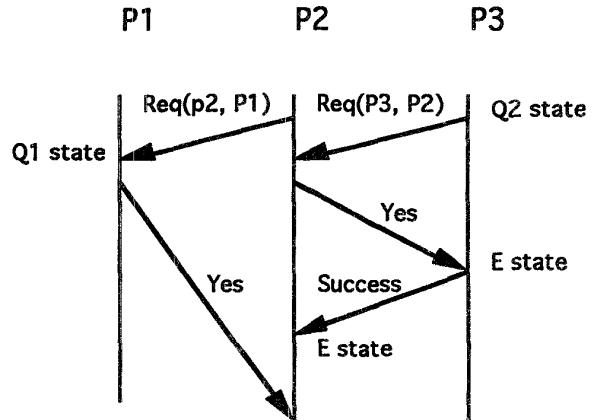 P1 P2 P3
Req(p2, P1) Req(P3, P2) Q2 state
Q1 state
Yes
E state
Yes Success
E state